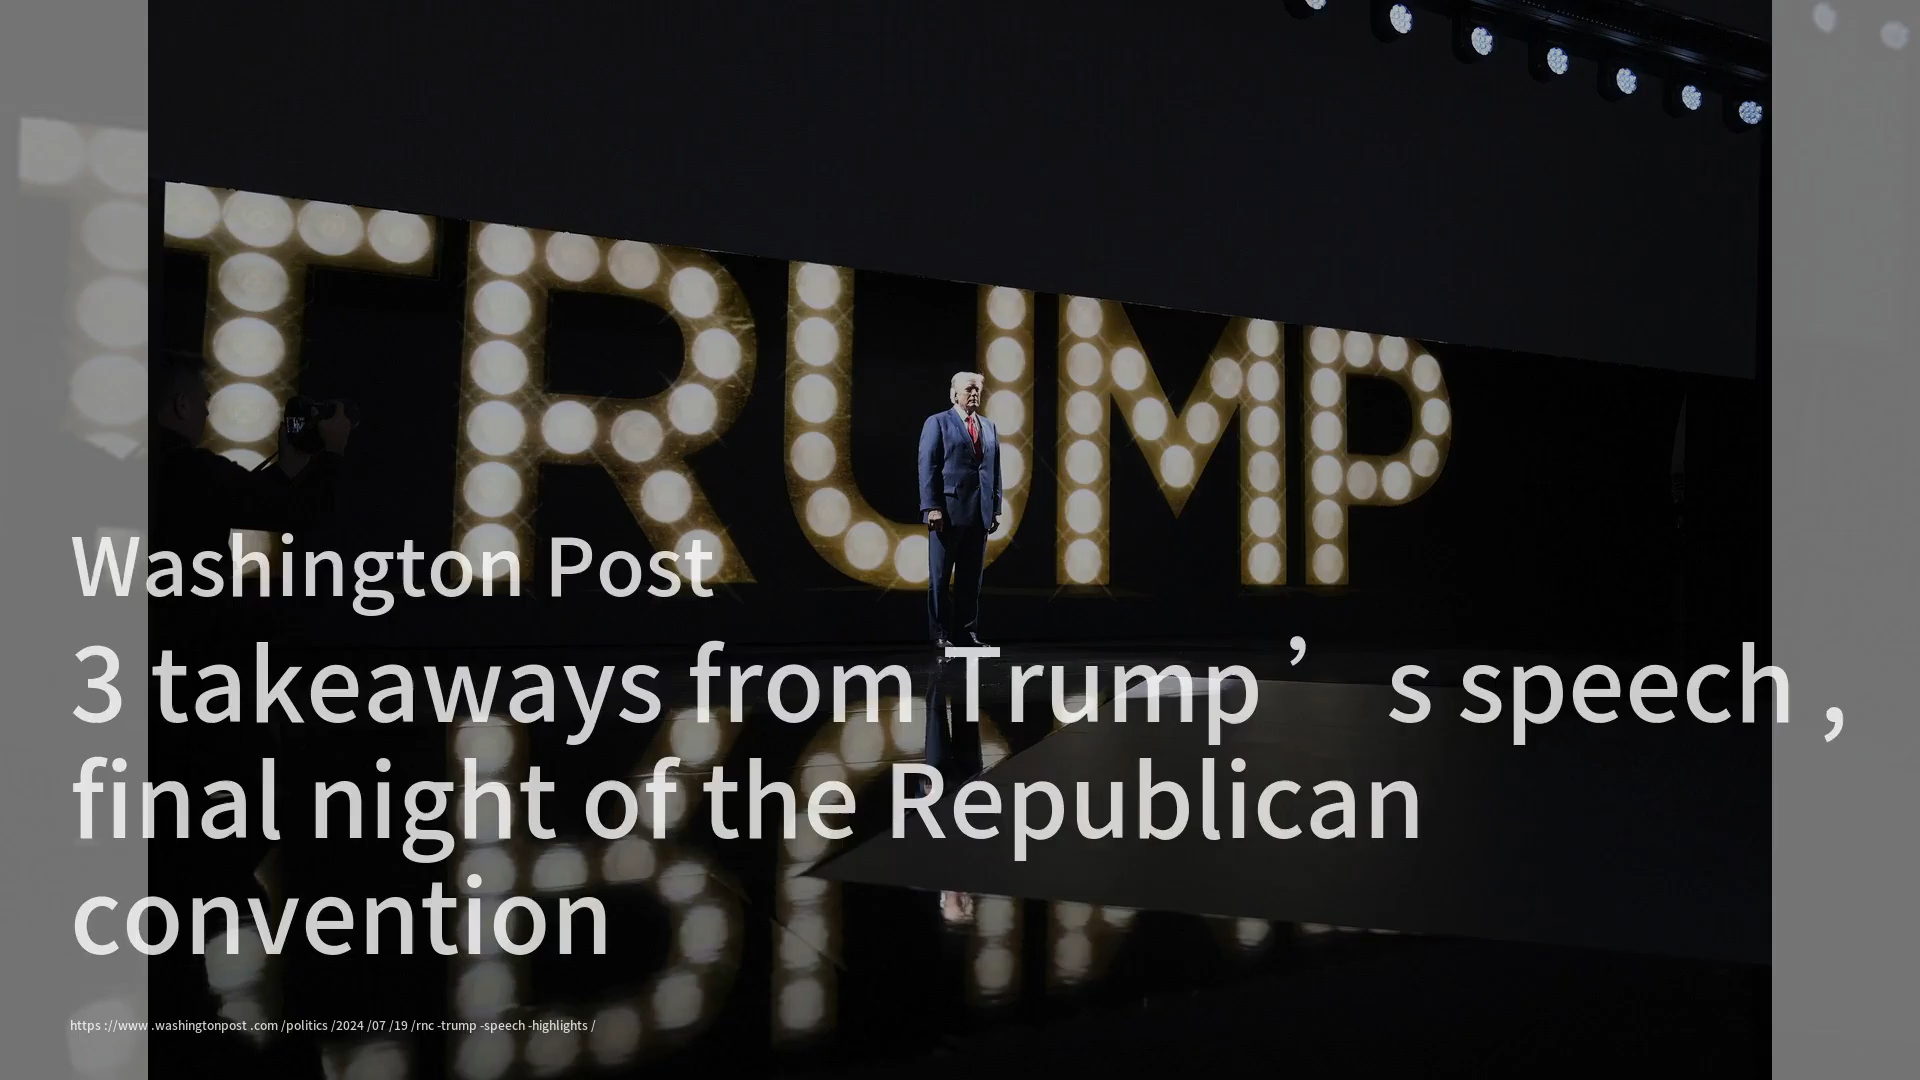 TRUMP
Washington Post
3 takeaways from Trump’s speech,
final night of the Republican
convention
https://www.washingtonpost.com/politics/2024/07/19/rnc-trump-speech-highlights/